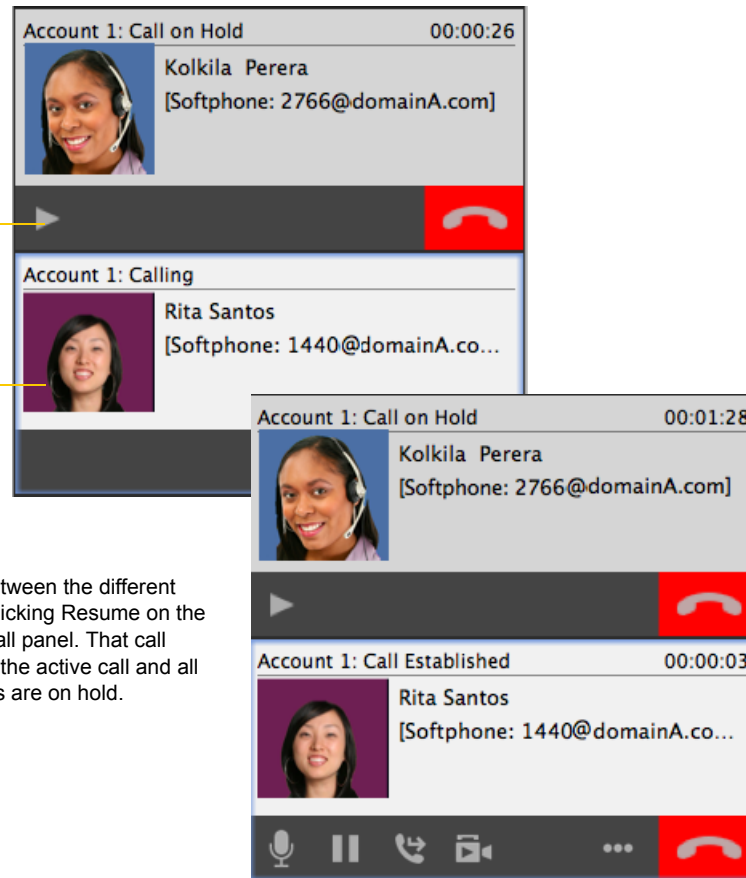 Account 1: Call on Hold 00:00:26
Kolkila Perera
[Softphone: 2766@domainA.com]
Account 1: Calling
Rita Santos
[Softphone: 1440@domainA.co...
Account 1: Call on Hold 00:01:28
Kolkila Perera
[Softphone: 2766@domainA.com]
Account 1: Call Established 00:00:03
Rita Santos
[Softphone: 1440@domainA.co...
tween the different
icking Resume on the
all panel. That call
the active call and all
s are on hold.